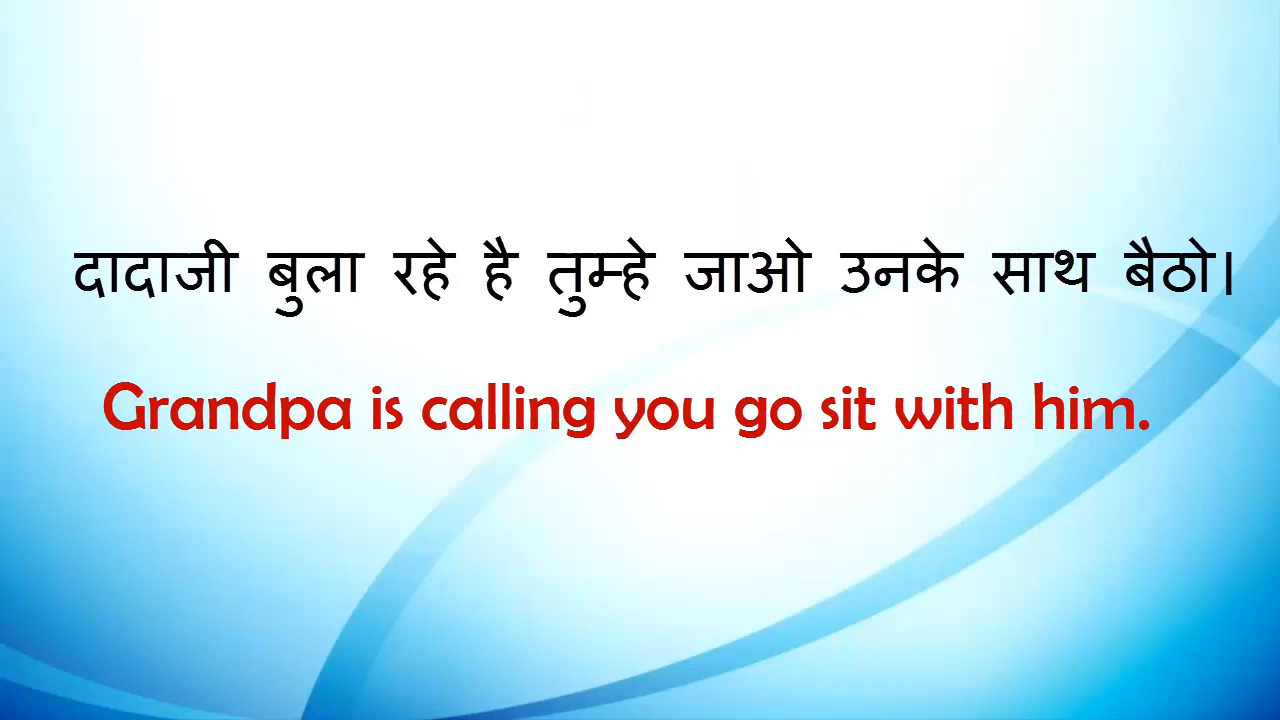 दादाजी बुला रहे है तुम्हे जाओ उनके साथ बैठो।
Grandpa is calling you go sit with him.